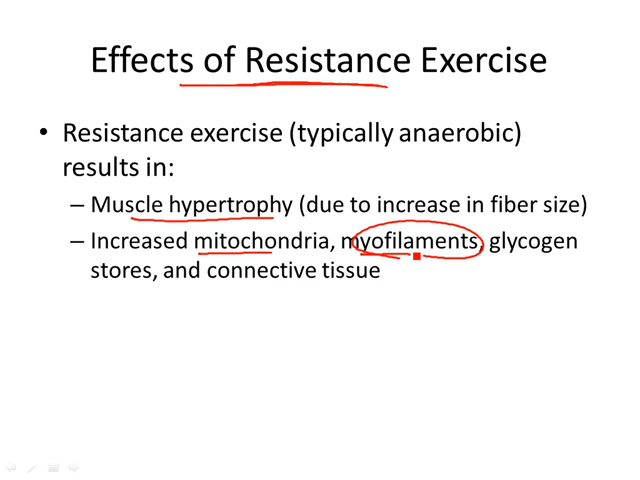 Effects of Resistance Exercise
• Resistance exercise (typically anaerobic)
results in:
– Muscle hypertrophy (due to increase in fiber size)
– Increased mitochondria, myofilaments, glycogen
stores, and connective tissue